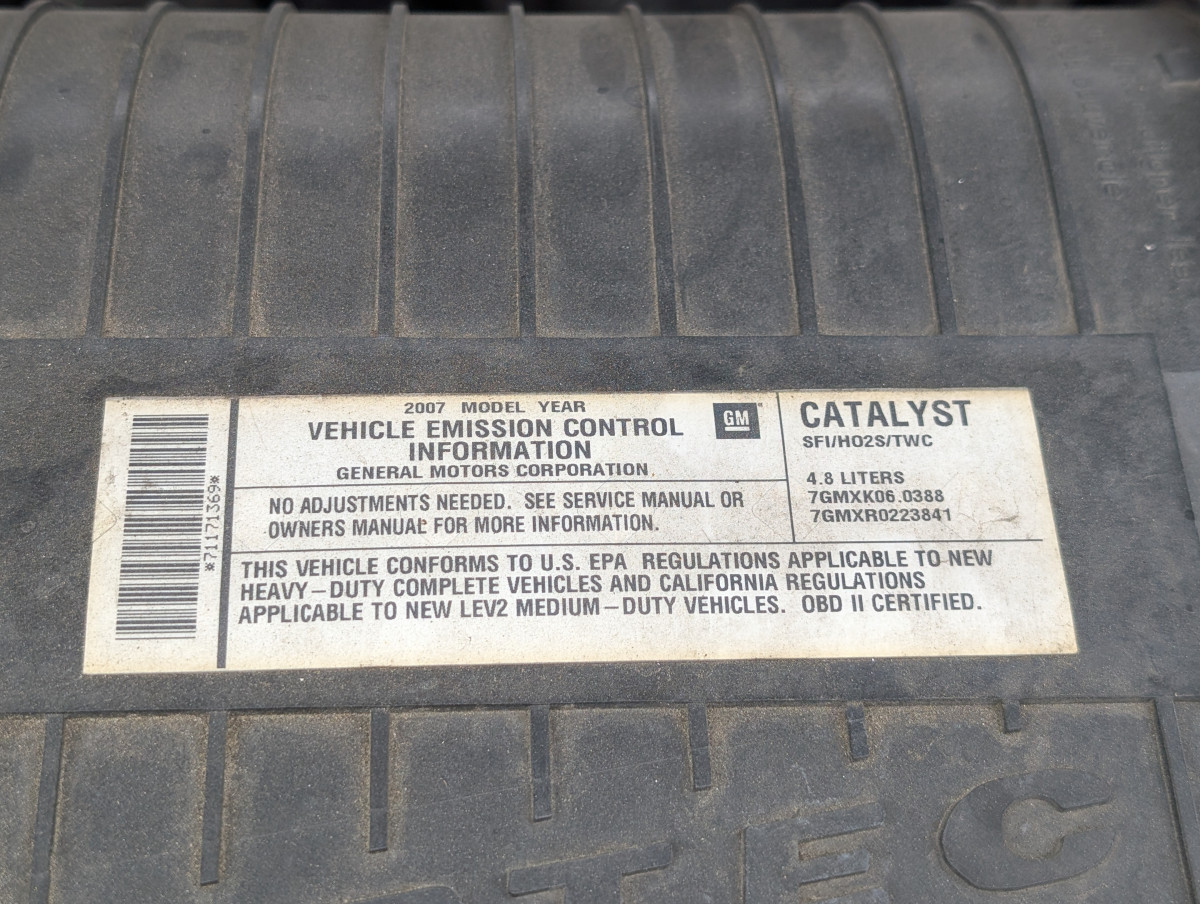 2007 MODEL YEAR
VEHICLE EMISSION CONTROL
INFORMATION
GENERAL MOTORS CORPORATION
GM
CATALYST
SFI/HO2S/TWC
4.8 LITERS
7GMXK06.0388
7GMXR0223841
NO ADJUSTMENTS NEEDED. SEE SERVICE MANUAL OR
OWNERS MANUAL FOR MORE INFORMATION.
THIS VEHICLE CONFORMS TO U.S. EPA REGULATIONS APPLICABLE TO NEW
HEAVY-DUTY COMPLETE VEHICLES AND CALIFORNIA REGULATIONS
APPLICABLE TO NEW LEV2 MEDIUM-DUTY VEHICLES. OBD II CERTIFIED.
*71171369*
TEC